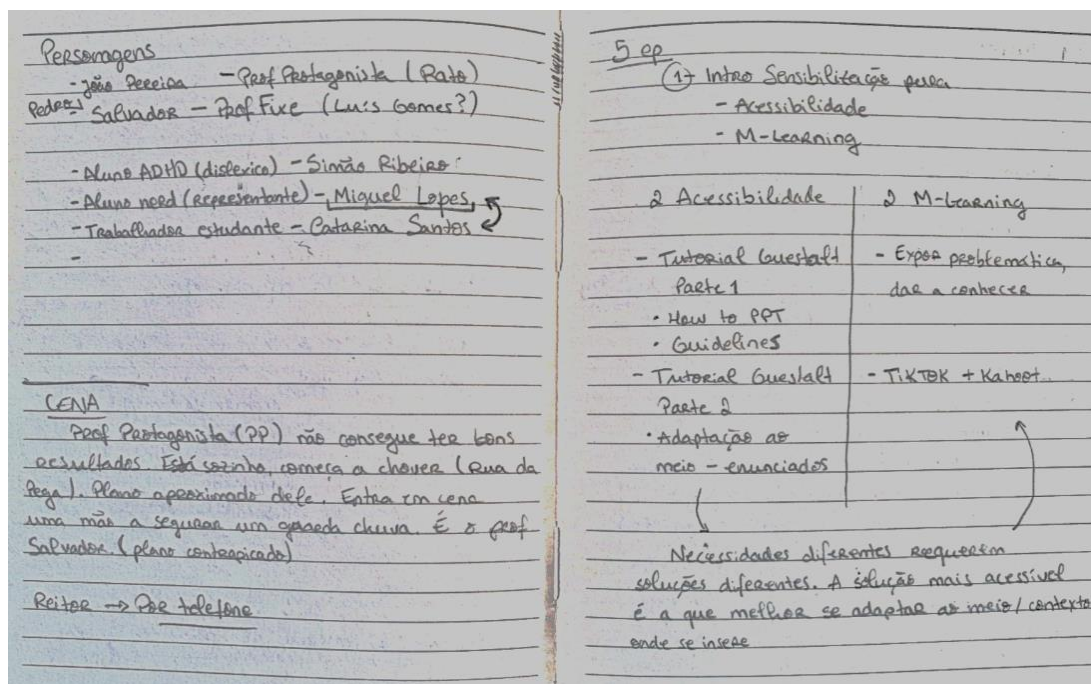 Personagens
- João Pereira - Prof Protagonista (Rato)
Pedro? - Salvador - Prof Fixe (Luís Gomes?)
- Aluno ADHD (dislexico) - Simão Ribeiro
- Aluno nerd (representante) - Miguel Lopes
- Trabalhador estudante - Catarina Santos
-
CENA
Prof Protagonista (PP) não consegue ter bons
resultados. Está sozinho, começa a chover (Rua da
Pega). Plano aproximado dele. Entra em cena
uma mão a segurar um guarda chuva. É o prof
Salvador. (plano contrapicado)
Reitor → Por telefone
5 ep
1 - Intro Sensibilização para
- Acessibilidade
- M-Learning
2 Acessibilidade
- Tutorial Guestalt
Parte 1
• How to PPT
• Guidelines
- Tutorial Guestalt
Parte 2
• Adaptação ao
meio - enunciados
2 M-Learning
- Expor problematica,
dar a conhecer
- TikTok + Kahoot...
Necessidades diferentes requerem
soluções diferentes. A solução mais acessível
é a que melhor se adaptar ao meio/contexto
onde se insere